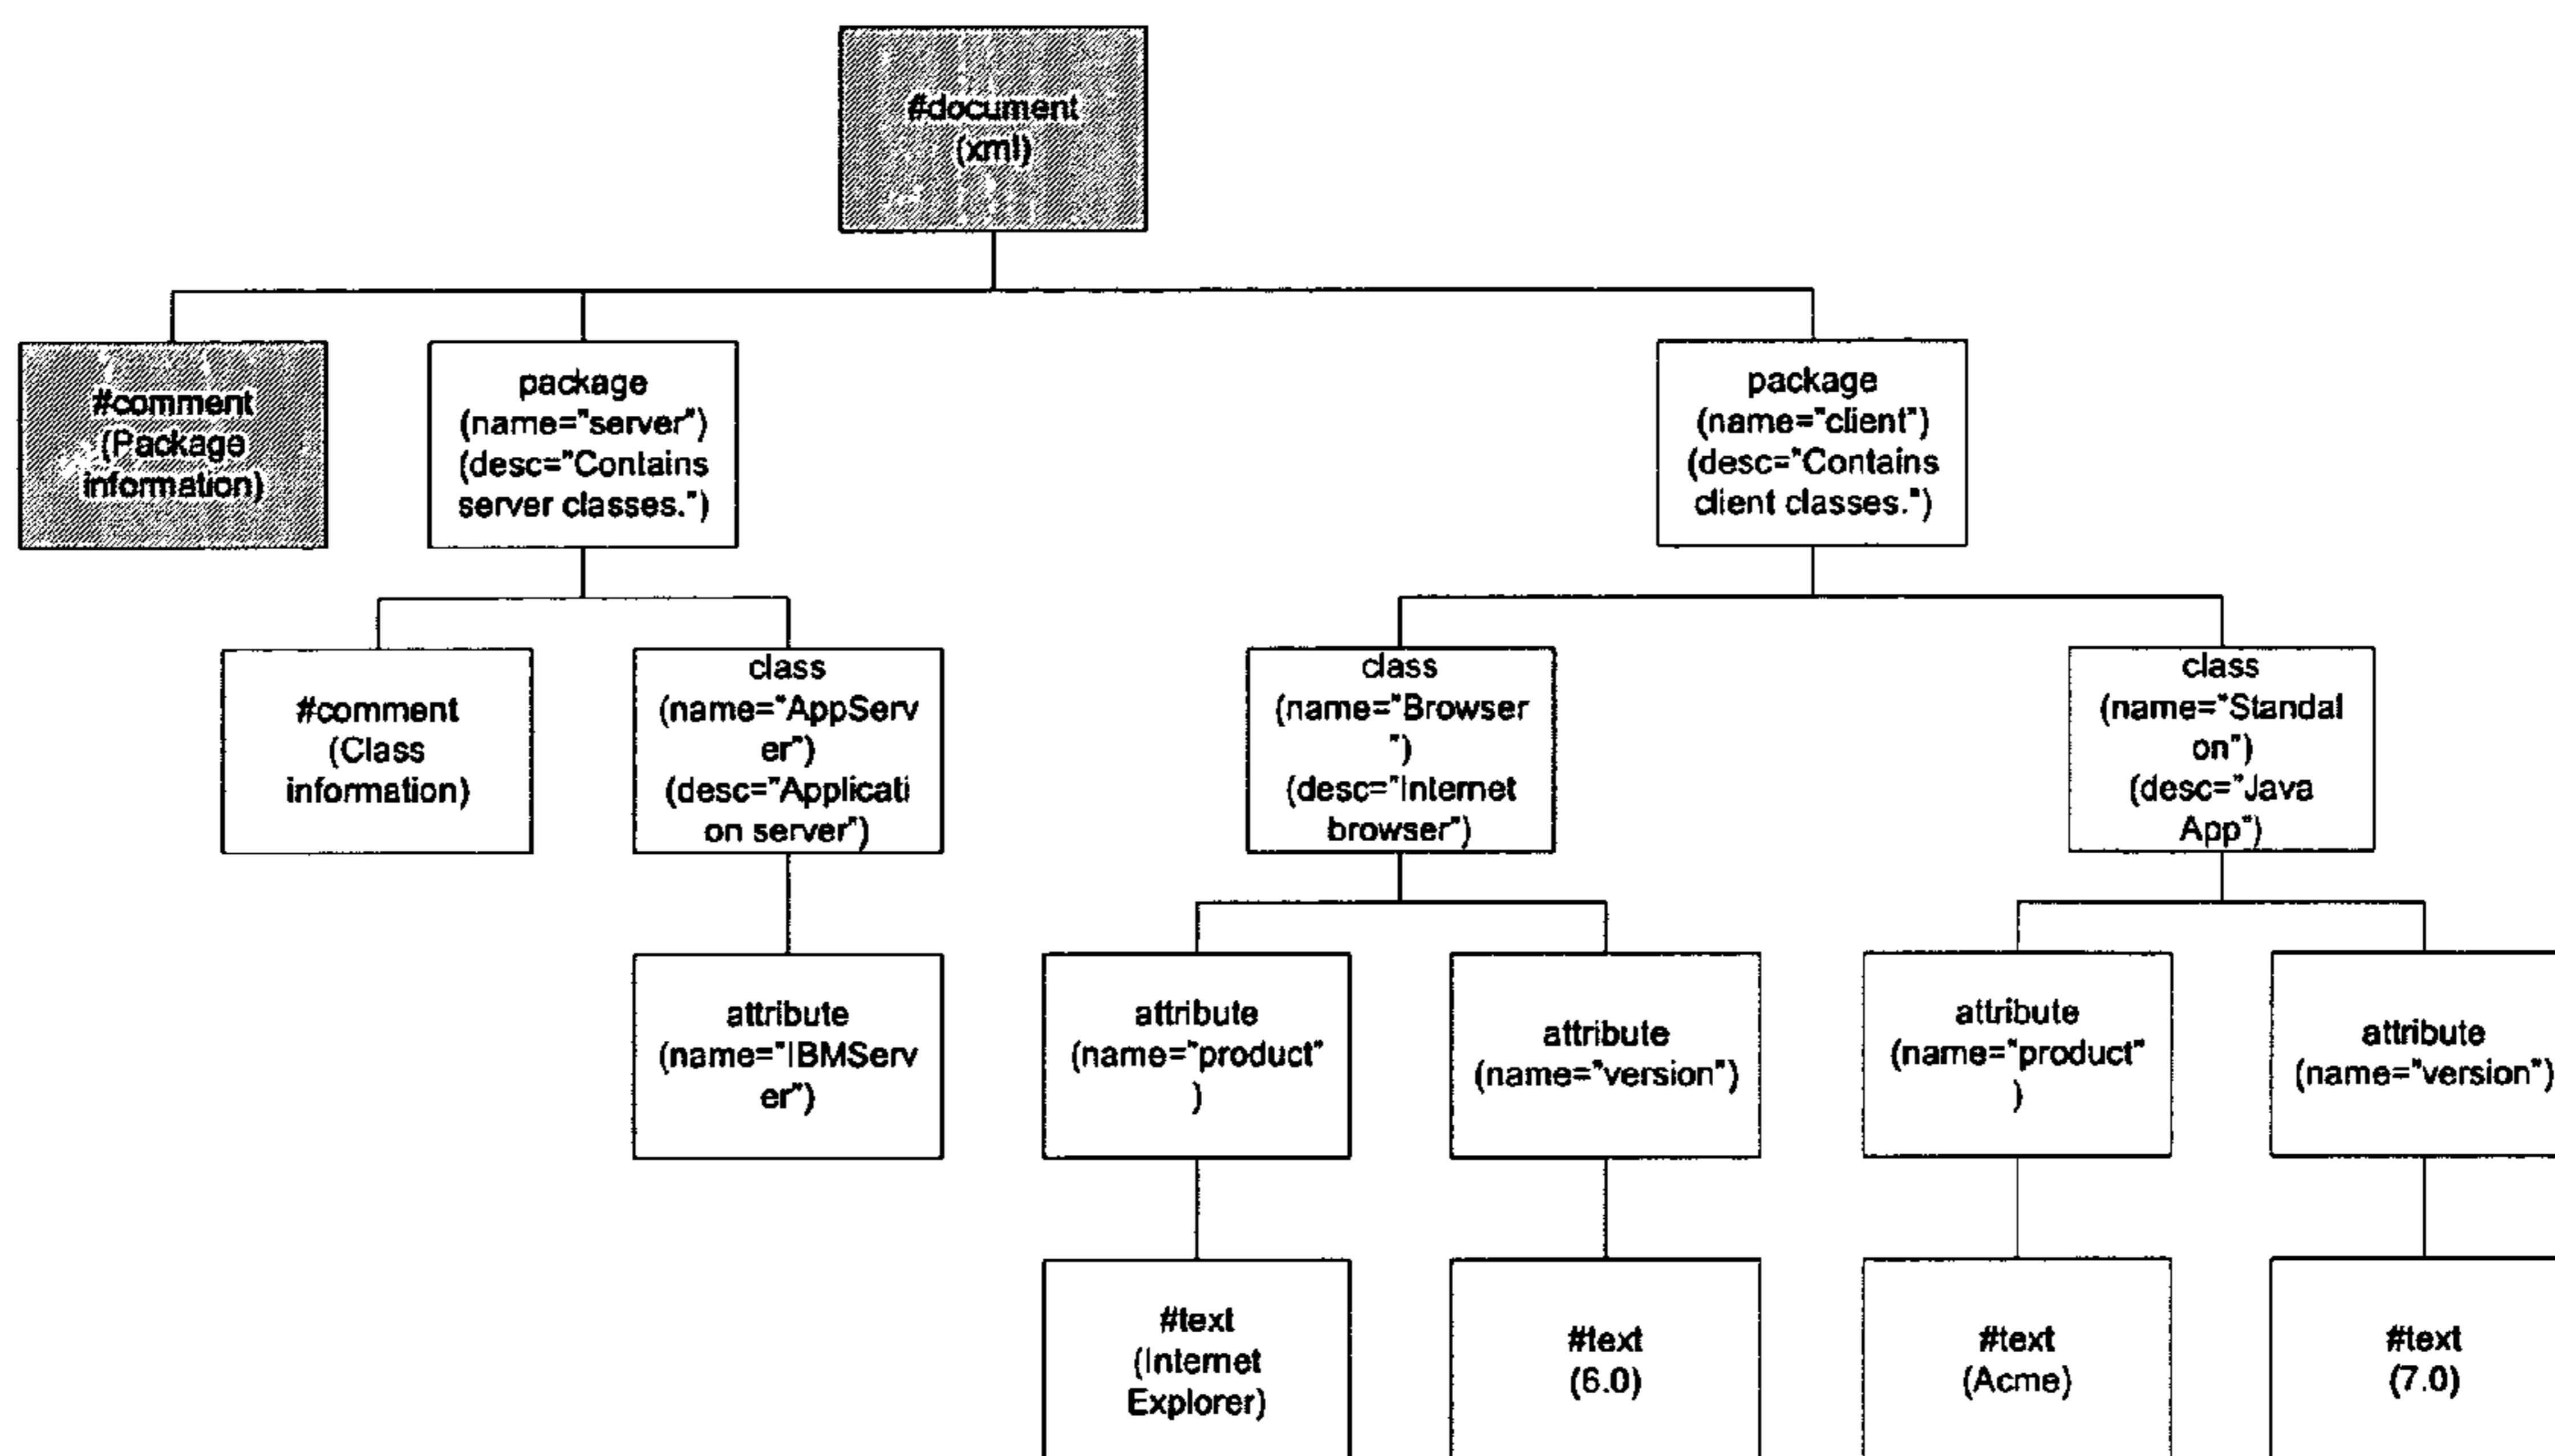 #document
(xml)
#comment
(Package
information)
package
(name="server")
(desc="Contains
server classes.")
package
(name="client")
(desc="Contains
client classes.")
#comment
(Class
information)
class
(name="AppServ
er")
(desc="Applicati
on server")
class
(name="Browser
")
(desc="Internet
browser")
class
(name="Standal
on")
(desc="Java
App")
attribute
(name="IBMServ
er")
attribute
(name="product"
)
attribute
(name="version")
attribute
(name="product"
)
attribute
(name="version")
#text
(Internet
Explorer)
#text
(6.0)
#text
(Acme)
#text
(7.0)